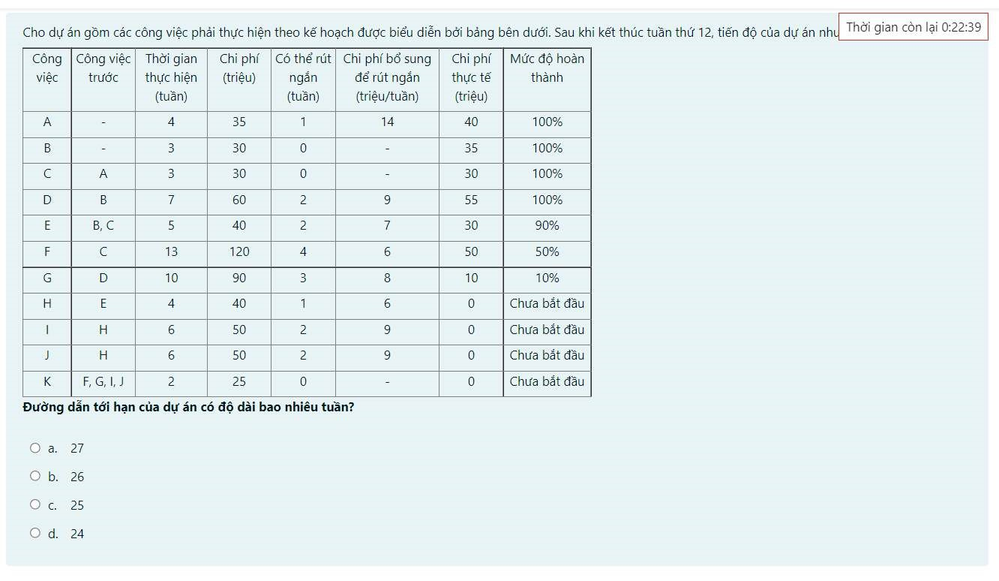 Cho dự án gồm các công việc phải thực hiện theo kế hoạch được biểu diễn bởi bảng bên dưới. Sau khi kết thúc tuần thứ 12, tiến độ của dự án như
Thời gian còn lại 0:22:39
Công việc | Công việc trước | Thời gian thực hiện (tuần) | Chi phí (triệu) | Có thể rút ngắn (tuần) | Chi phí bổ sung để rút ngắn (triệu/tuần) | Chi phí thực tế (triệu) | Mức độ hoàn thành
A - 4 35 1 14 40 100%
B - 3 30 0 - 35 100%
C A 3 30 0 - 30 100%
D B 7 60 2 9 55 100%
E B, C 5 40 2 7 30 90%
F C 13 120 4 6 50 50%
G D 10 90 3 8 10 10%
H E 4 40 1 6 0 Chưa bắt đầu
I H 6 50 2 9 0 Chưa bắt đầu
J H 6 50 2 9 0 Chưa bắt đầu
K F, G, I, J 2 25 0 - 0 Chưa bắt đầu
Đường dẫn tới hạn của dự án có độ dài bao nhiêu tuần?
a. 27
b. 26
c. 25
d. 24